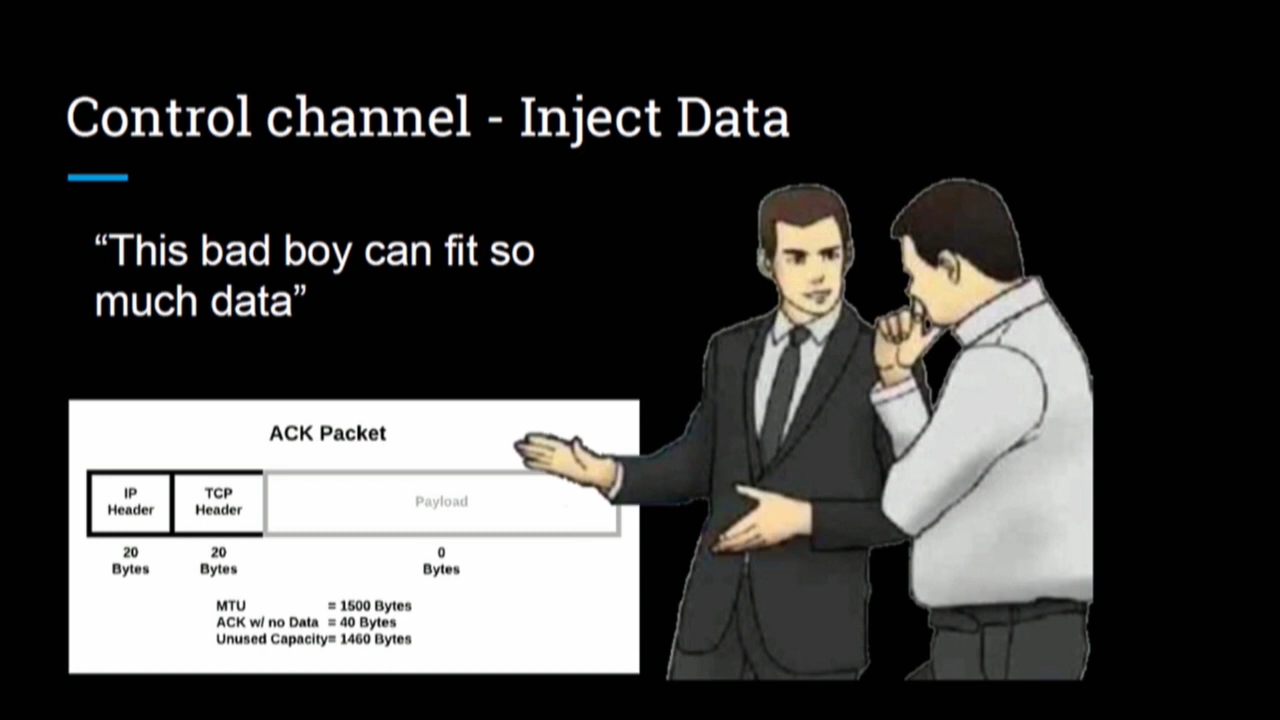 Control channel - Inject Data
“This bad boy can fit so
much data”
ACK Packet
IP
Header
TCP
Header
Payload
20
Bytes
20
Bytes
0
Bytes
MTU = 1500 Bytes
ACK w/ no Data = 40 Bytes
Unused Capacity= 1460 Bytes